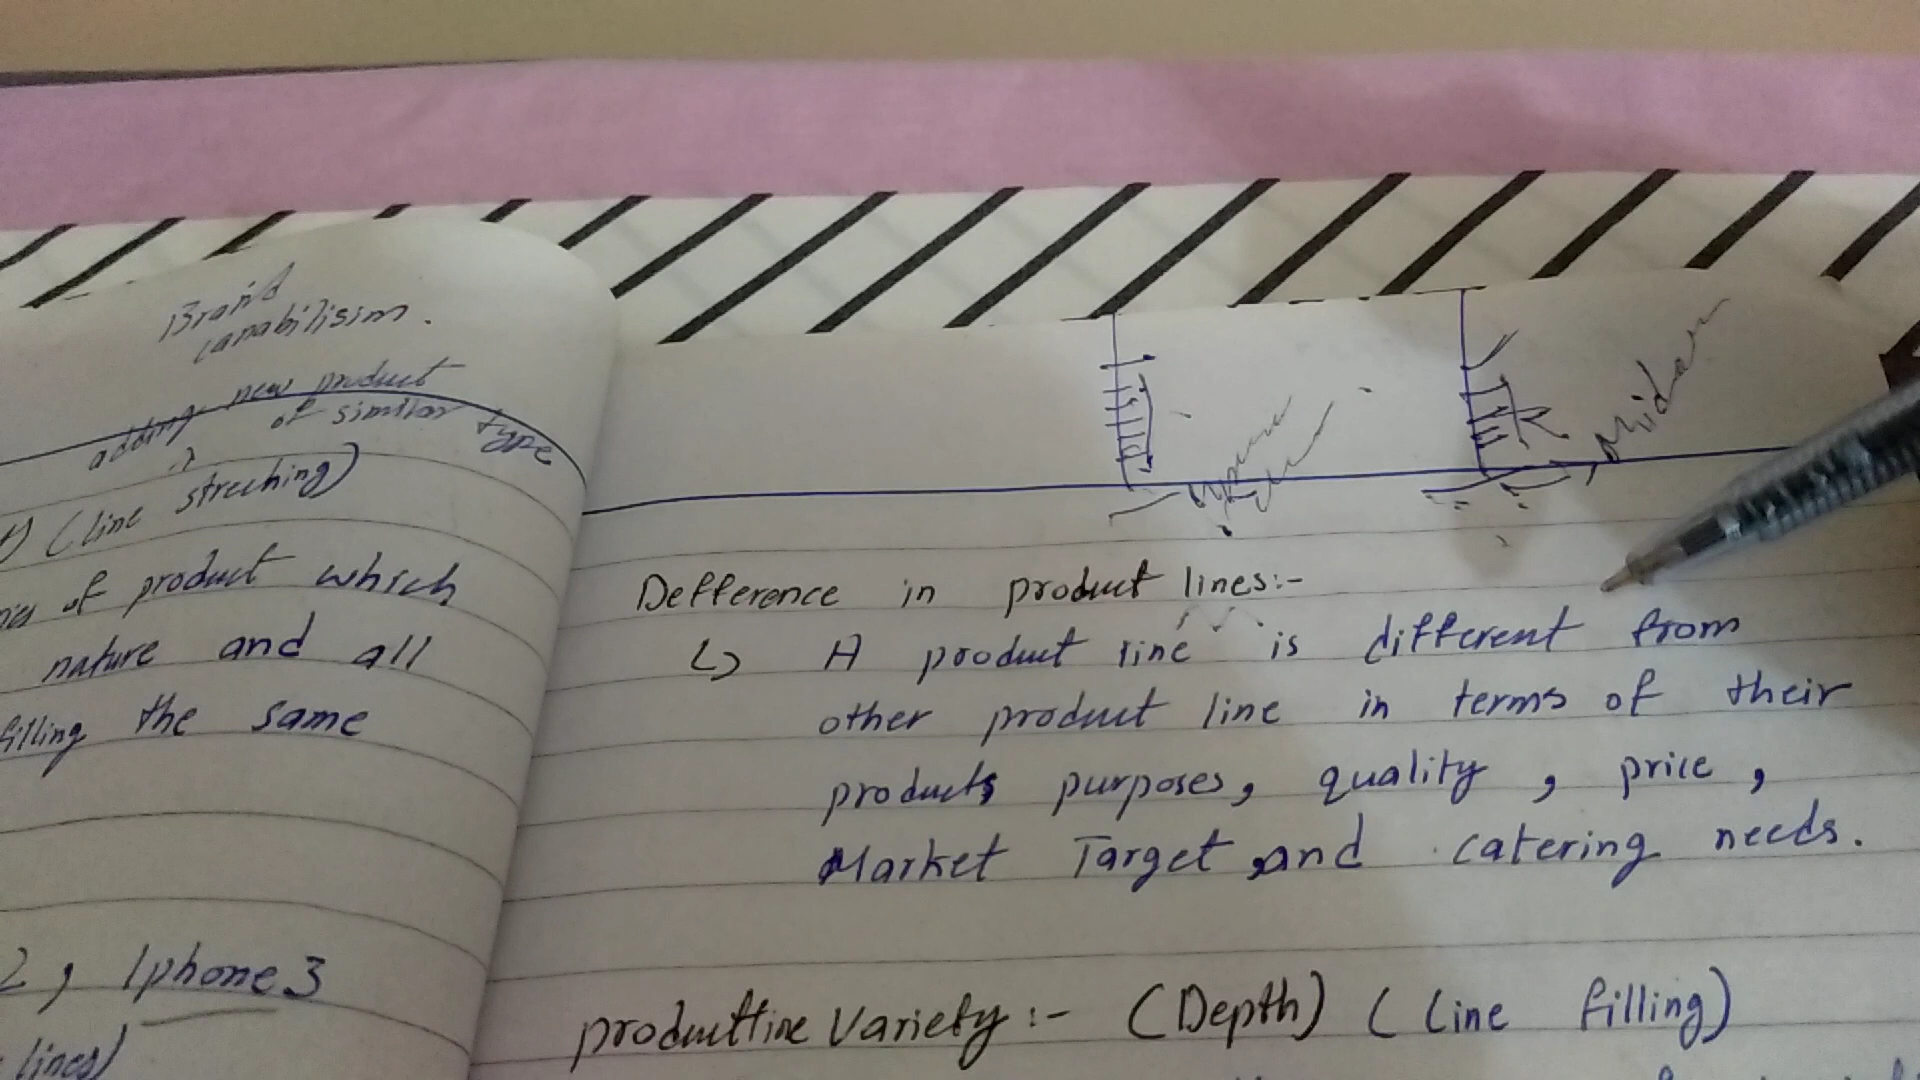 Brand
canabilisim.
adding new product
of similar type
(line streching)
of product which
nature and all
filling the same
2, Iphone 3
lines)
Defference in product lines:-
↳ A product line is different from
other product line in terms of their
products purposes, quality, price,
Market Target and catering needs.
productline Variety:- (Depth) (Line filling)